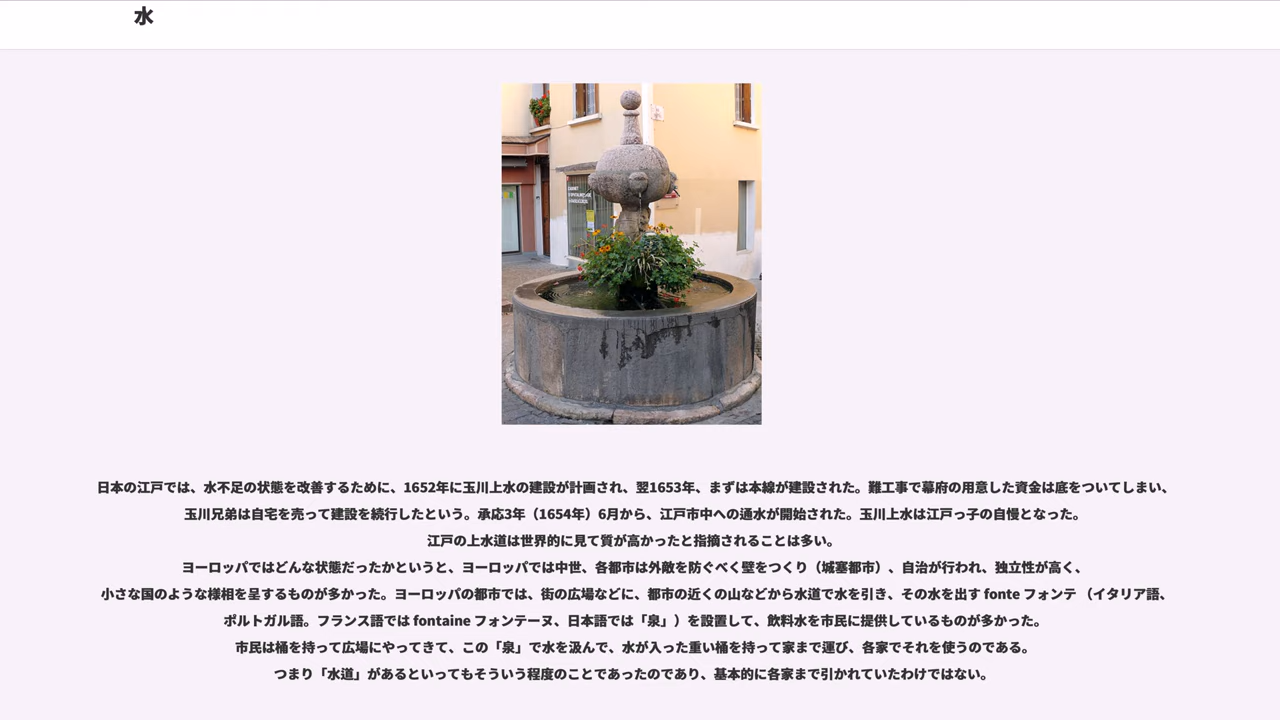 水
日本の江戸では、水不足の状態を改善するために、1652年に玉川上水の建設が計画され、翌1653年、まずは本線が建設された。難工事で幕府の用意した資金は底をついてしまい、
玉川兄弟は自宅を売って建設を続行したという。承応3年（1654年）6月から、江戸市中への通水が開始された。玉川上水は江戸っ子の自慢となった。
江戸の上水道は世界的に見て質が高かったと指摘されることは多い。
ヨーロッパではどんな状態だったかというと、ヨーロッパでは中世、各都市は外敵を防ぐべく壁をつくり（城塞都市）、自治が行われ、独立性が高く、
小さな国のような様相を呈するものが多かった。ヨーロッパの都市では、街の広場などに、都市の近くの山などから水道で水を引き、その水を出す fonte フォンテ （イタリア語、
ポルトガル語。フランス語では fontaine フォンテーヌ、日本語では「泉」）を設置して、飲料水を市民に提供しているものが多かった。
市民は桶を持って広場にやってきて、この「泉」で水を汲んで、水が入った重い桶を持って家まで運び、各家でそれを使うのである。
つまり「水道」があるといってもそういう程度のことであったのであり、基本的に各家まで引かれていたわけではない。